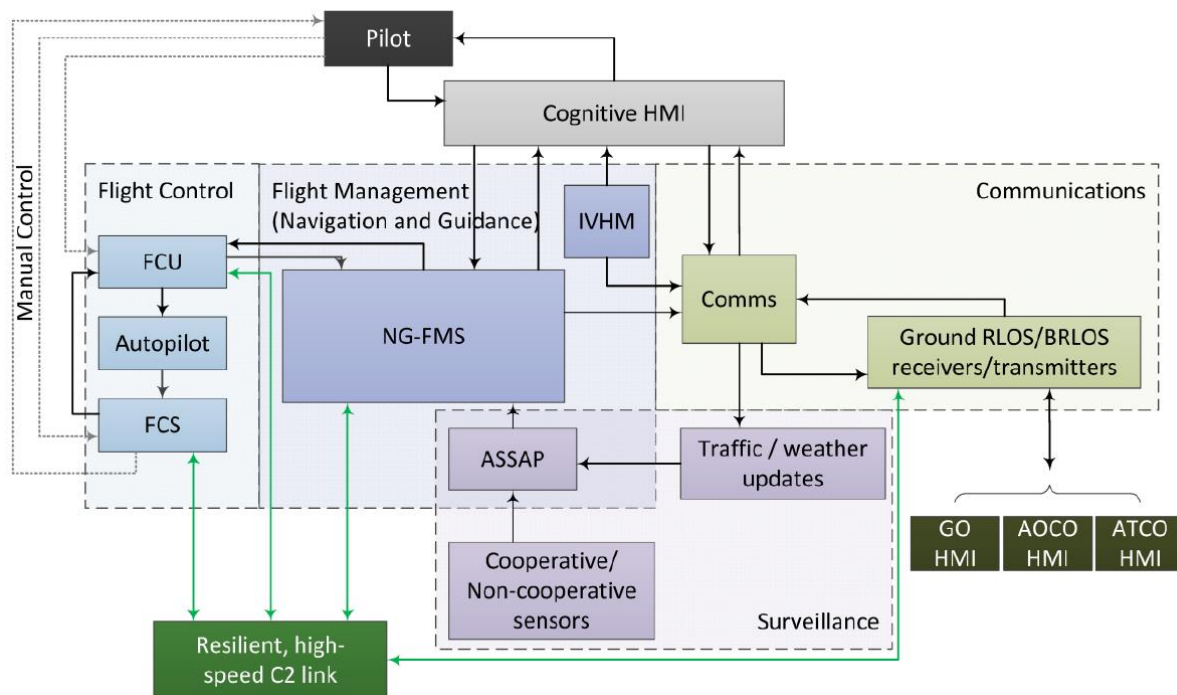 Pilot
Cognitive HMI
Manual Control
Flight Control
Flight Management
(Navigation and Guidance)
IVHM
Communications
FCU
Autopilot
FCS
NG-FMS
Comms
Ground RLOS/BRLOS
receivers/transmitters
ASSAP
Traffic / weather
updates
Cooperative/
Non-cooperative
sensors
Surveillance
GO
HMI
AOCO
HMI
ATCO
HMI
Resilient, high-
speed C2 link